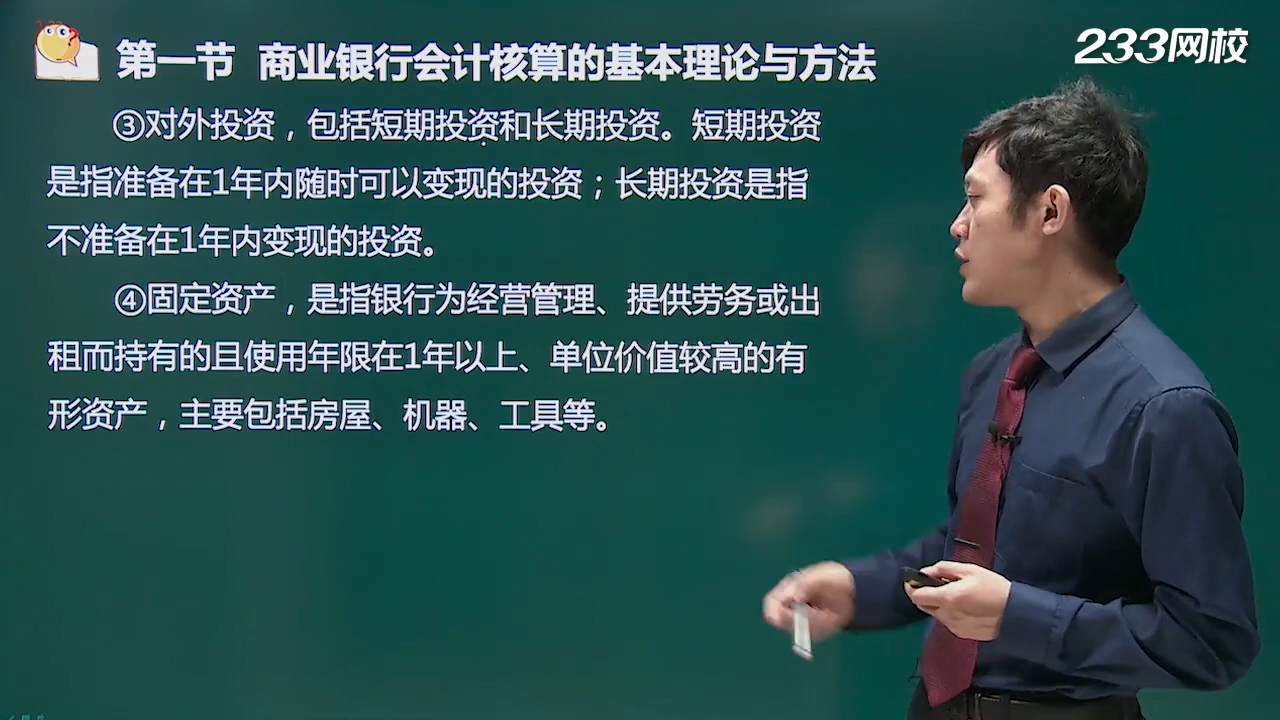 第一节 商业银行会计核算的基本理论与方法
233网校
③对外投资，包括短期投资和长期投资。短期投资
是指准备在1年内随时可以变现的投资；长期投资是指
不准备在1年内变现的投资。
④固定资产，是指银行为经营管理、提供劳务或出
租而持有的且使用年限在1年以上、单位价值较高的有
形资产，主要包括房屋、机器、工具等。